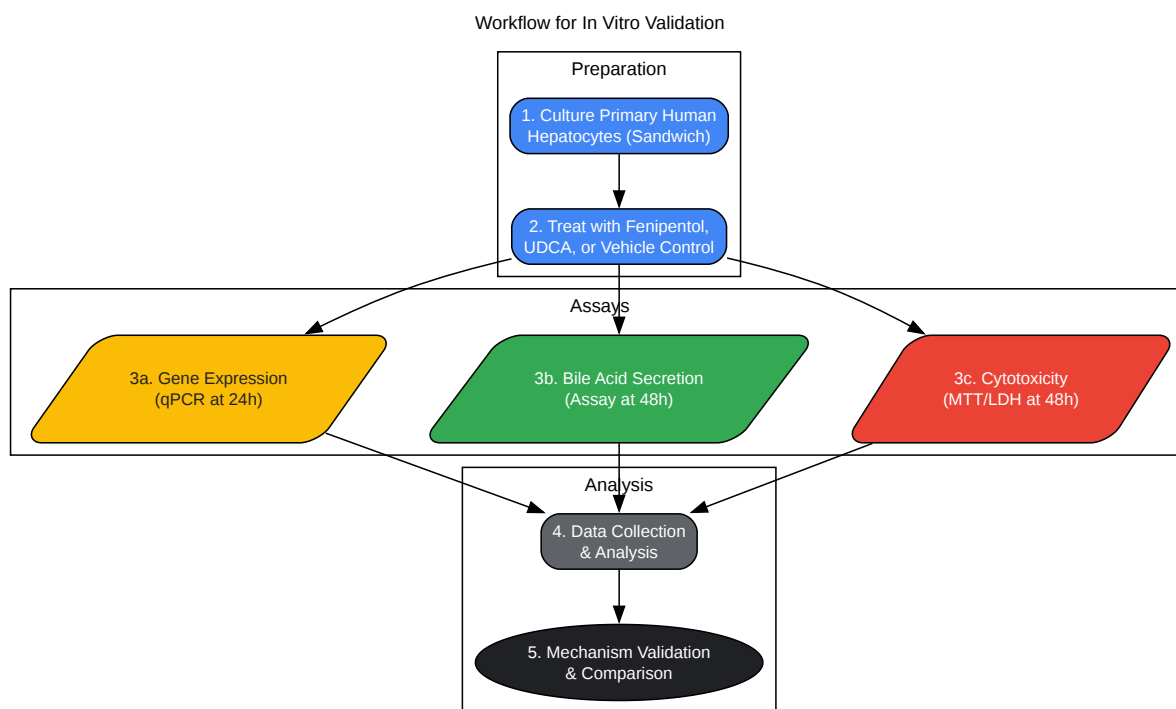 Workflow for In Vitro Validation
Preparation
1. Culture Primary Human
Hepatocytes (Sandwich)
2. Treat with Fenipentol,
UDCA, or Vehicle Control
Assays
3a. Gene Expression
(qPCR at 24h)
3b. Bile Acid Secretion
(Assay at 48h)
3c. Cytotoxicity
(MTT/LDH at 48h)
Analysis
4. Data Collection
& Analysis
5. Mechanism Validation
& Comparison